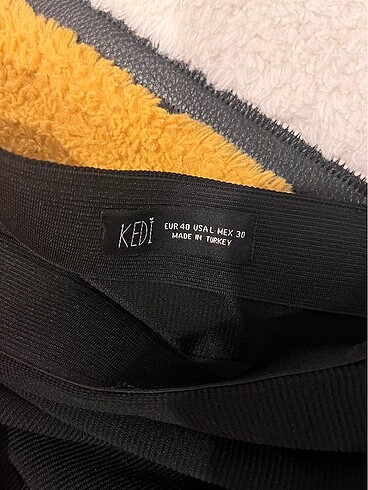 KEDİ
EUR 40 USA L MEX 30
MADE IN TURKEY